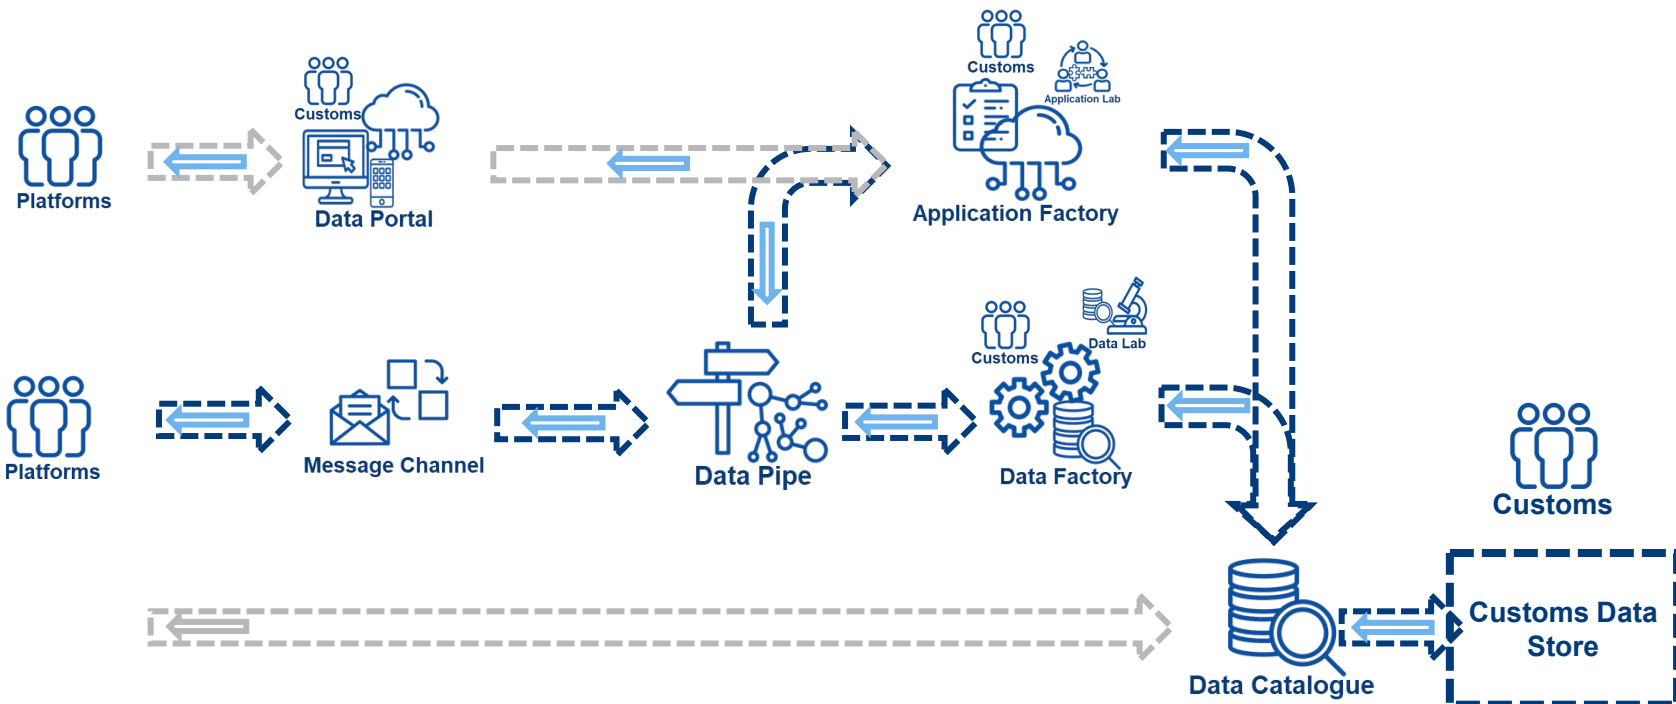 Customs
Customs
Application Lab
Platforms
Data Portal
Application Factory
Customs
Data Lab
Platforms
Message Channel
Data Pipe
Data Factory
Customs
Customs Data
Store
Data Catalogue